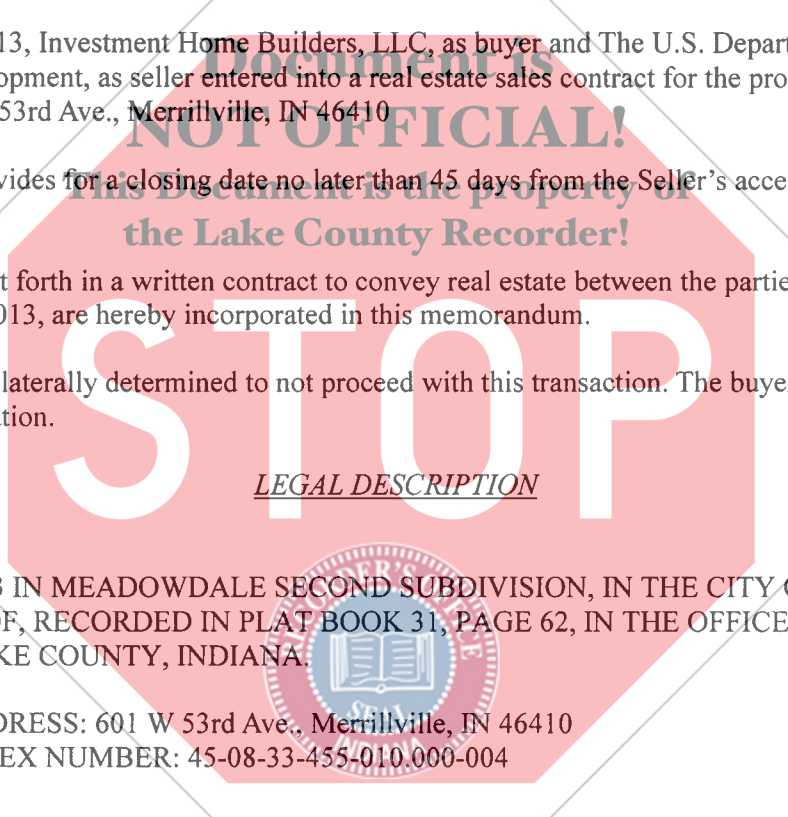 13, Investment Home Builders, LLC, as buyer and The U.S. Depart
Document is
opment, as seller entered into a real estate sales contract for the pro
53rd Ave., Merrillville, IN 46410
NOT OFFICIAL!
vides for a closing date no later than 45 days from the Seller's acce
This Document is the property of
the Lake County Recorder!
t forth in a written contract to convey real estate between the partie
013, are hereby incorporated in this memorandum.
STOP
laterally determined to not proceed with this transaction. The buyer
tion.
LEGAL DESCRIPTION
IN MEADOWDALE SECOND SUBDIVISION, IN THE CITY
F, RECORDED IN PLAT BOOK 31, PAGE 62, IN THE OFFICE
KE COUNTY, INDIANA.
RECORDER'S OFFICE
SEAL
INDIANA
DRESS: 601 W 53rd Ave., Merrillville, IN 46410
EX NUMBER: 45-08-33-455-010.000-004